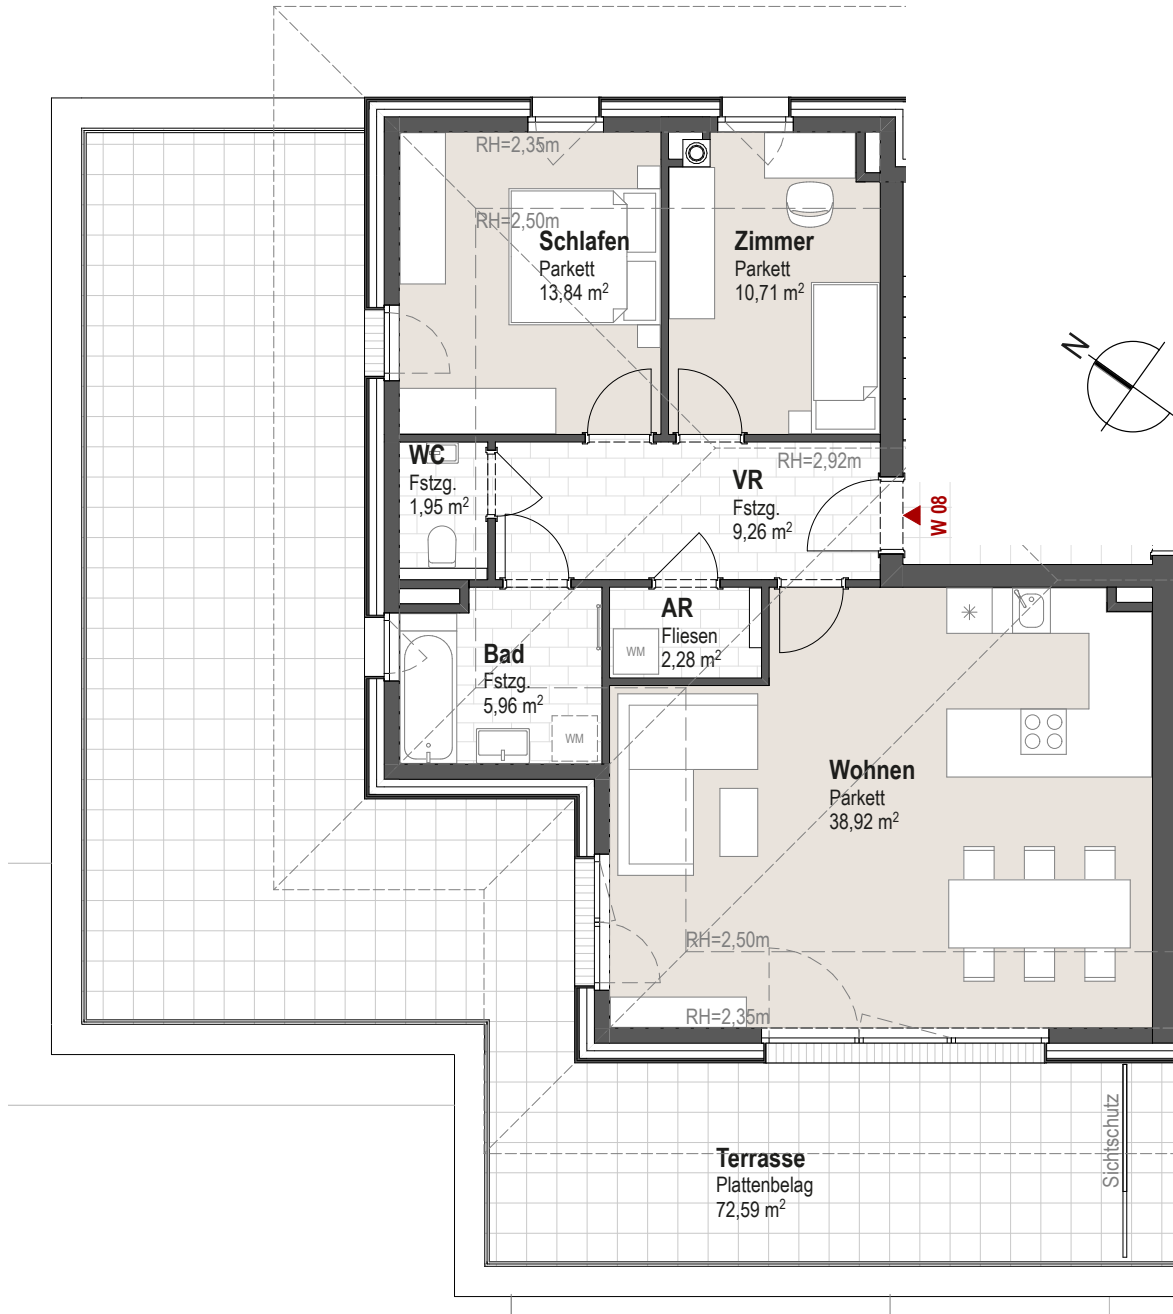 RH=2,35m
RH=2,50m
Schlafen
Parkett
13,84 m²
Zimmer
Parkett
10,71 m²
N
WC
Fstzg.
1,95 m²
RH=2,92m
VR
Fstzg.
9,26 m²
W 08
AR
Fliesen
2,28 m²
WM
Bad
Fstzg.
5,96 m²
WM
Wohnen
Parkett
38,92 m²
RH=2,50m
RH=2,35m
Sichtschutz
Terrasse
Plattenbelag
72,59 m²